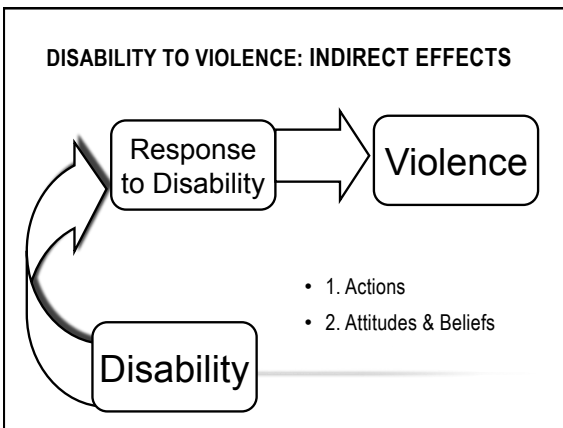 DISABILITY TO VIOLENCE: INDIRECT EFFECTS
Response
to Disability
Violence
• 1. Actions
• 2. Attitudes & Beliefs
Disability